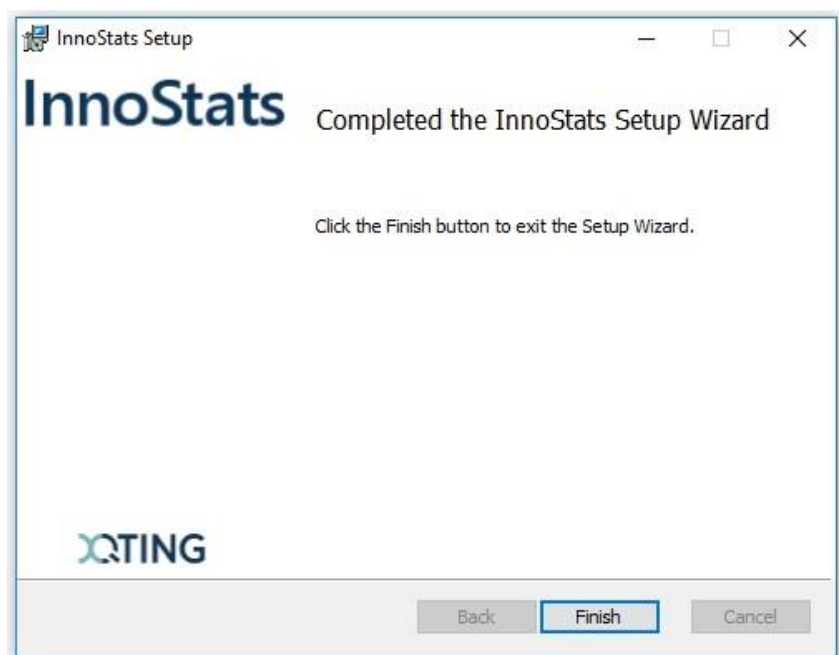 InnoStats Setup
InnoStats
Completed the InnoStats Setup Wizard
Click the Finish button to exit the Setup Wizard.
XQTING
Back
Finish
Cancel